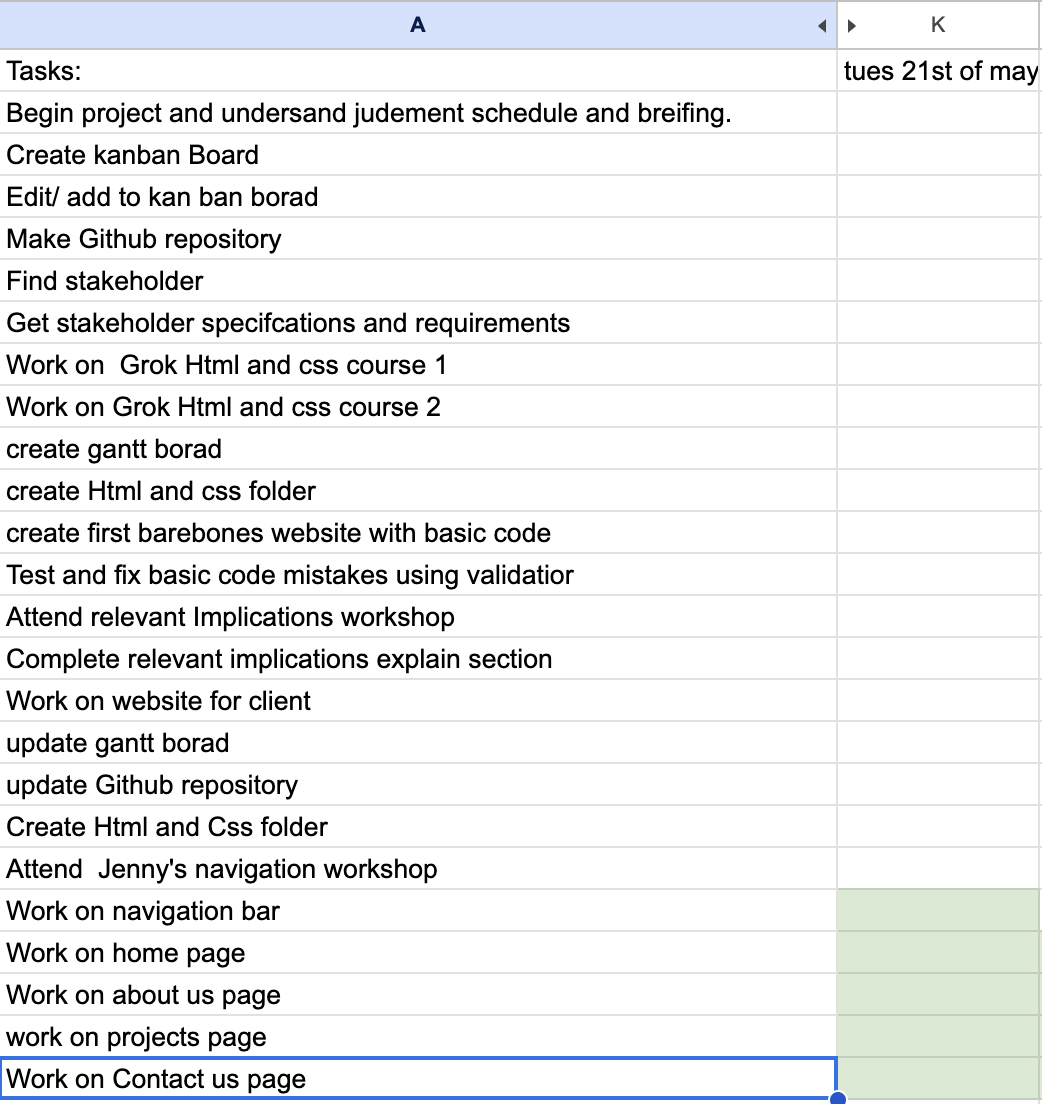 A K
Tasks: tues 21st of may
Begin project and undersand judement schedule and breifing.
Create kanban Board
Edit/ add to kan ban borad
Make Github repository
Find stakeholder
Get stakeholder specifcations and requirements
Work on  Grok Html and css course 1
Work on Grok Html and css course 2
create gantt borad
create Html and css folder
create first barebones website with basic code
Test and fix basic code mistakes using validatior
Attend relevant Implications workshop
Complete relevant implications explain section
Work on website for client
update gantt borad
update Github repository
Create Html and Css folder
Attend  Jenny's navigation workshop
Work on navigation bar
Work on home page
Work on about us page
work on projects page
Work on Contact us page